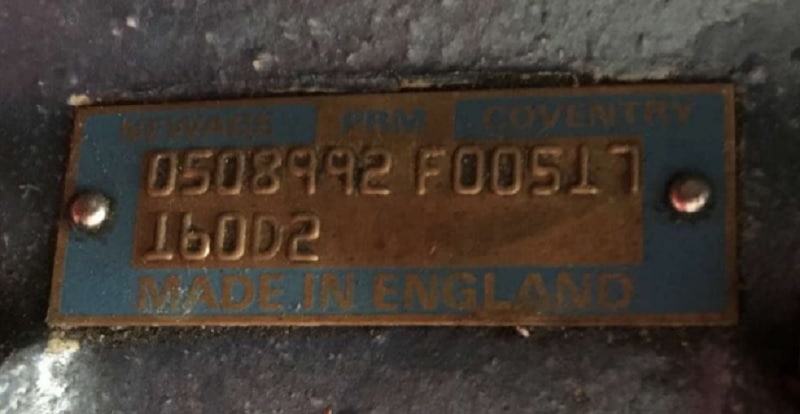 NEWAGE PRM COVENTRY
0508992 F00517
160D2
MADE IN ENGLAND